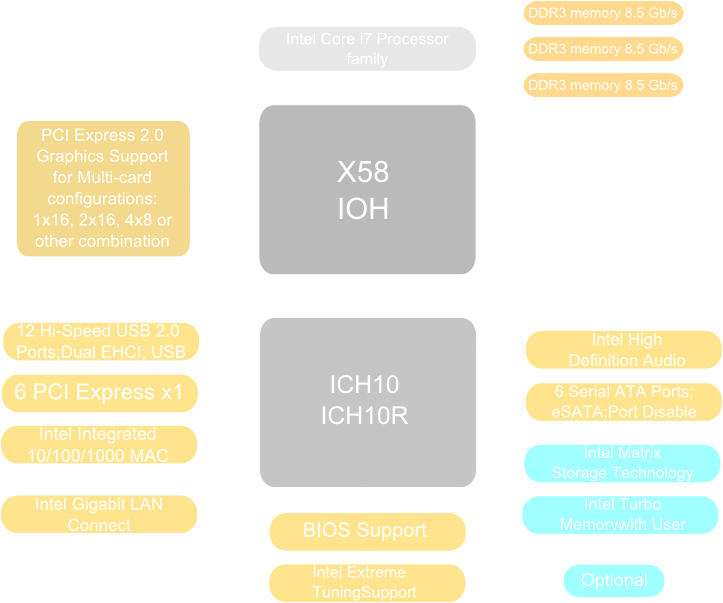 DDR3 memory 8.5 Gb/s
Intel Core i7 Processor
family
DDR3 memory 8.5 Gb/s
DDR3 memory 8.5 Gb/s
PCI Express 2.0
Graphics Support
for Multi-card
configurations:
1x16, 2x16, 4x8 or
other combination
X58
IOH
12 Hi-Speed USB 2.0
Ports;Dual EHCI; USB
6 PCI Express x1
Intel Integrated
10/100/1000 MAC
Intel Gigabit LAN
Connect
ICH10
ICH10R
Intel High
Definition Audio
6 Serial ATA Ports;
eSATA;Port Disable
Intel Matrix
Storage Technology
Intel Turbo
Memorywith User
BIOS Support
Intel Extreme
TuningSupport
Optional